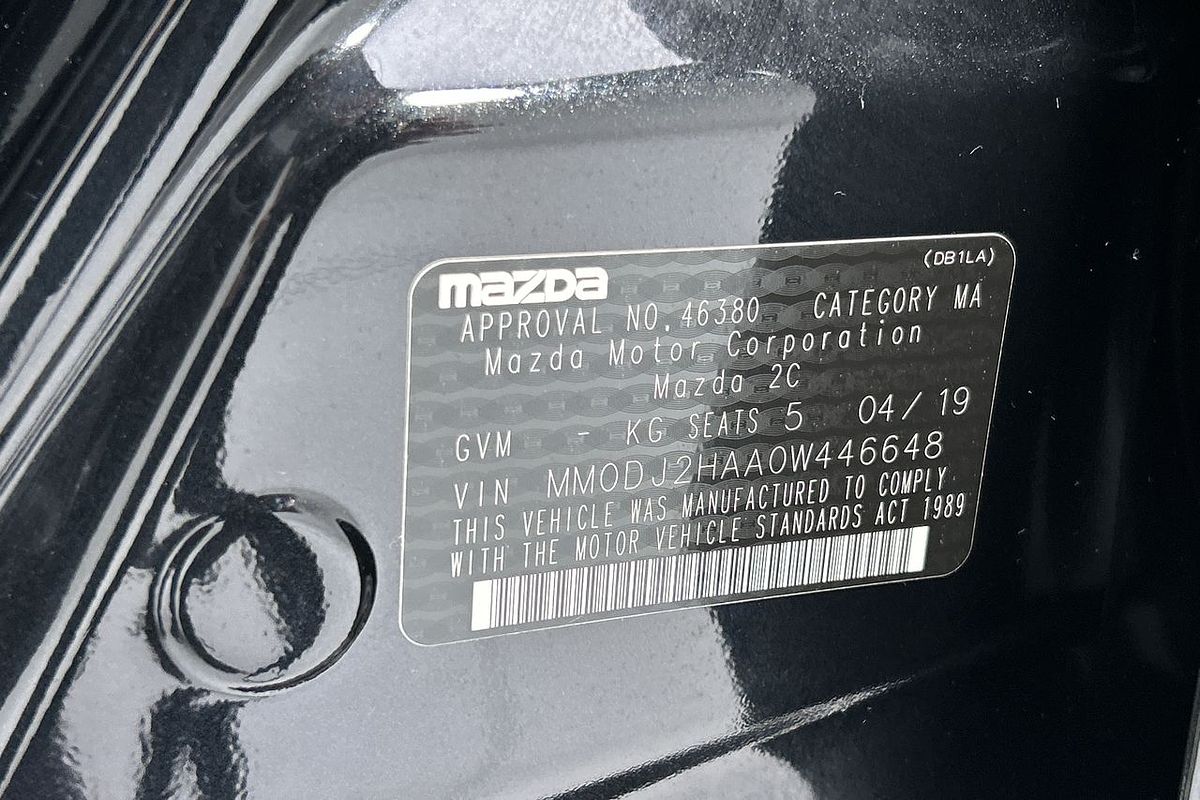 (DB1LA)
mazda
APPROVAL NO. 46380 CATEGORY MA
Mazda Motor Corporation
Mazda 2C
GVM - KG SEATS 5 04/19
VIN MM0DJ2HAA0W446648
THIS VEHICLE WAS MANUFACTURED TO COMPLY
WITH THE MOTOR VEHICLE STANDARDS ACT 1989